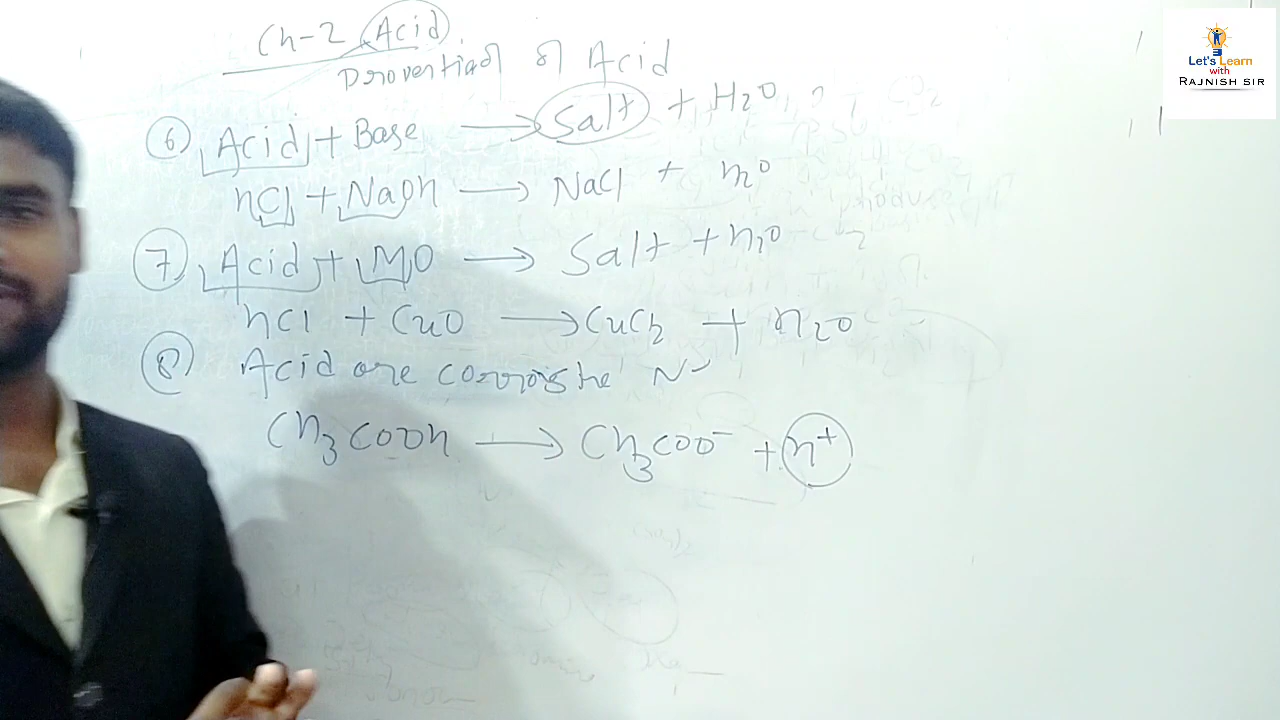 Ch-2 Acid
Properties of Acid
⑥ Acid + Base → Salt + H2O
HCl + NaOH → NaCl + H2O
⑦ Acid + MO → Salt + H2O
HCl + CuO → CuCl2 + H2O
⑧ Acid are corrosive N
CH3COOH → CH3COO- + H+
Let's Learn
with
RAJNISH SIR